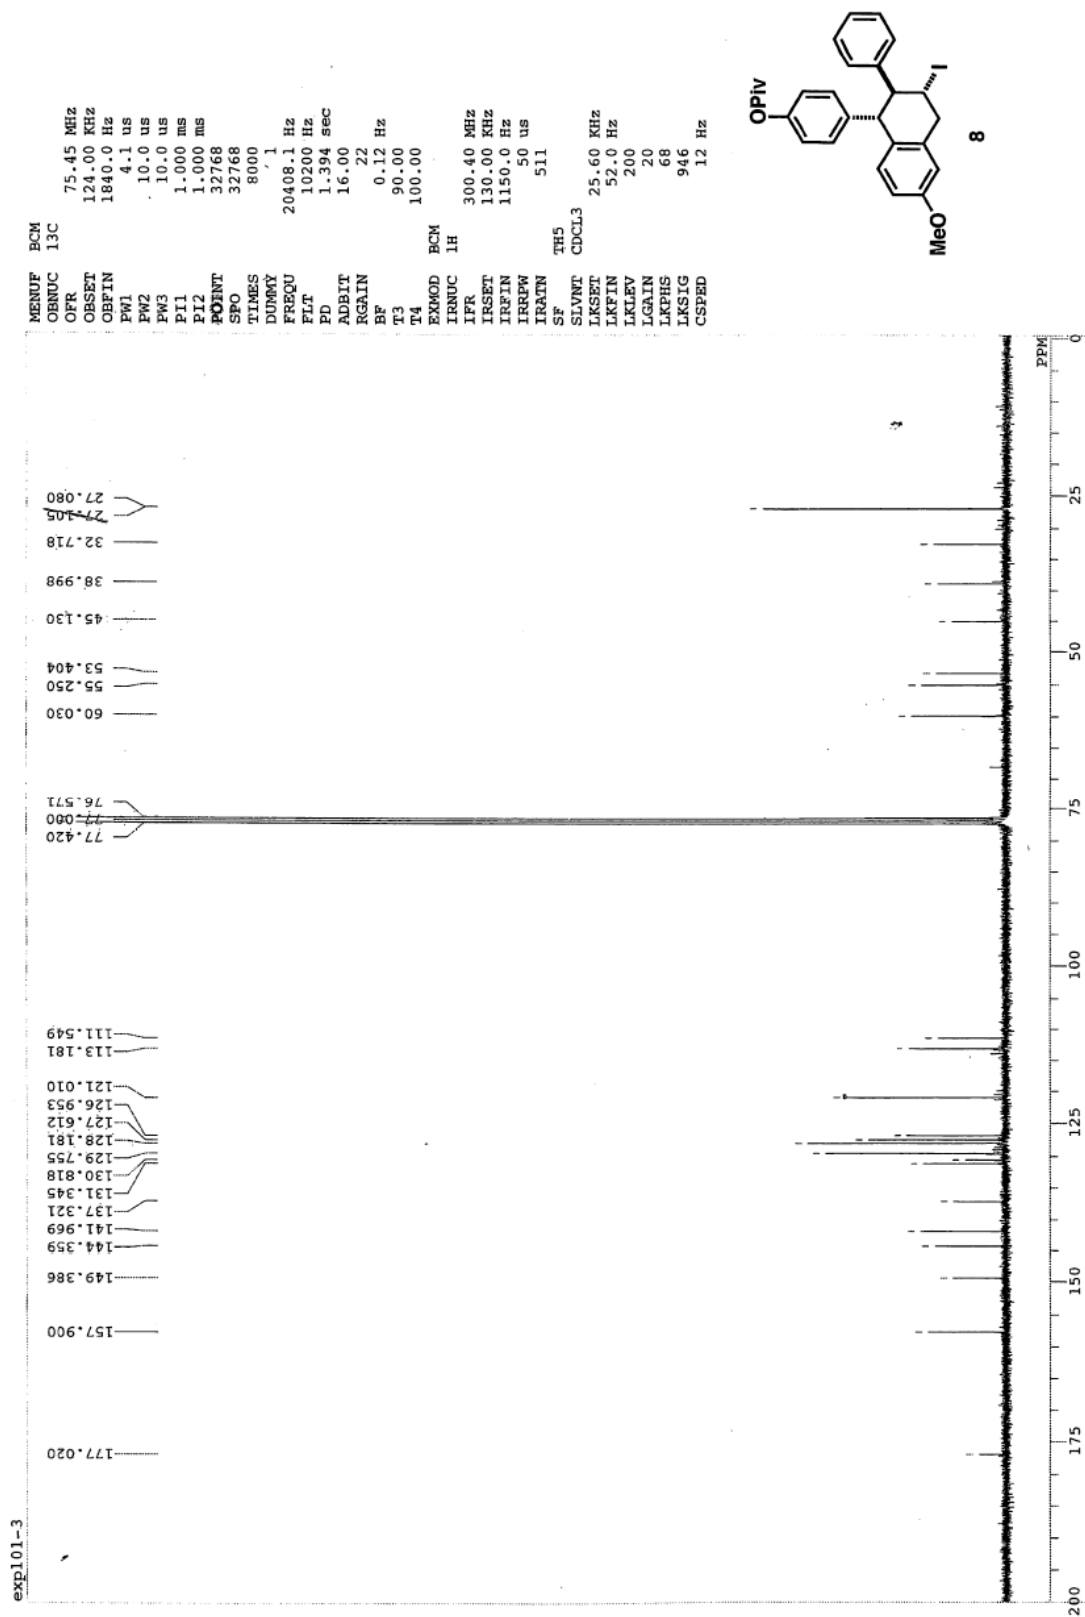 exp101-3
177.020
157.900
149.386
144.359
141.969
137.321
131.345
130.818
129.755
128.181
127.612
126.953
121.010
113.181
111.549
77.420
77.000
76.571
60.030
55.250
53.404
45.130
38.998
32.718
27.105
27.080
200
175
150
125
100
75
50
25
0
PPM
MENUF BCM
OBNUC 13C
OFR 75.45 MHz
OBSET 124.00 KHz
OBFIN 1840.0 Hz
PW1 4.1 us
PW2 10.0 us
PW3 10.0 us
PI1 1.000 ms
PI2 1.000 ms
POINT 32768
SPO 32768
TIMES 8000
DUMMY 1
FREQU 20408.1 Hz
FLT 10200 Hz
PD 1.394 sec
ADBIT 16.00
RGAIN 22
BF 0.12 Hz
T3 90.00
T4 100.00
EXMOD BCM
IRNUC 1H
IFR 300.40 MHz
IRSET 130.00 KHz
IRFIN 1150.0 Hz
IRRPW 50 us
IRATN 511
SF TH5
SLVNT CDCL3
LKSET 25.60 KHz
LKFIN 52.0 Hz
LKLEV 200
LGAIN 20
LKPHS 68
LKSIG 946
CSPED 12 Hz
OPiv
I
MeO
8